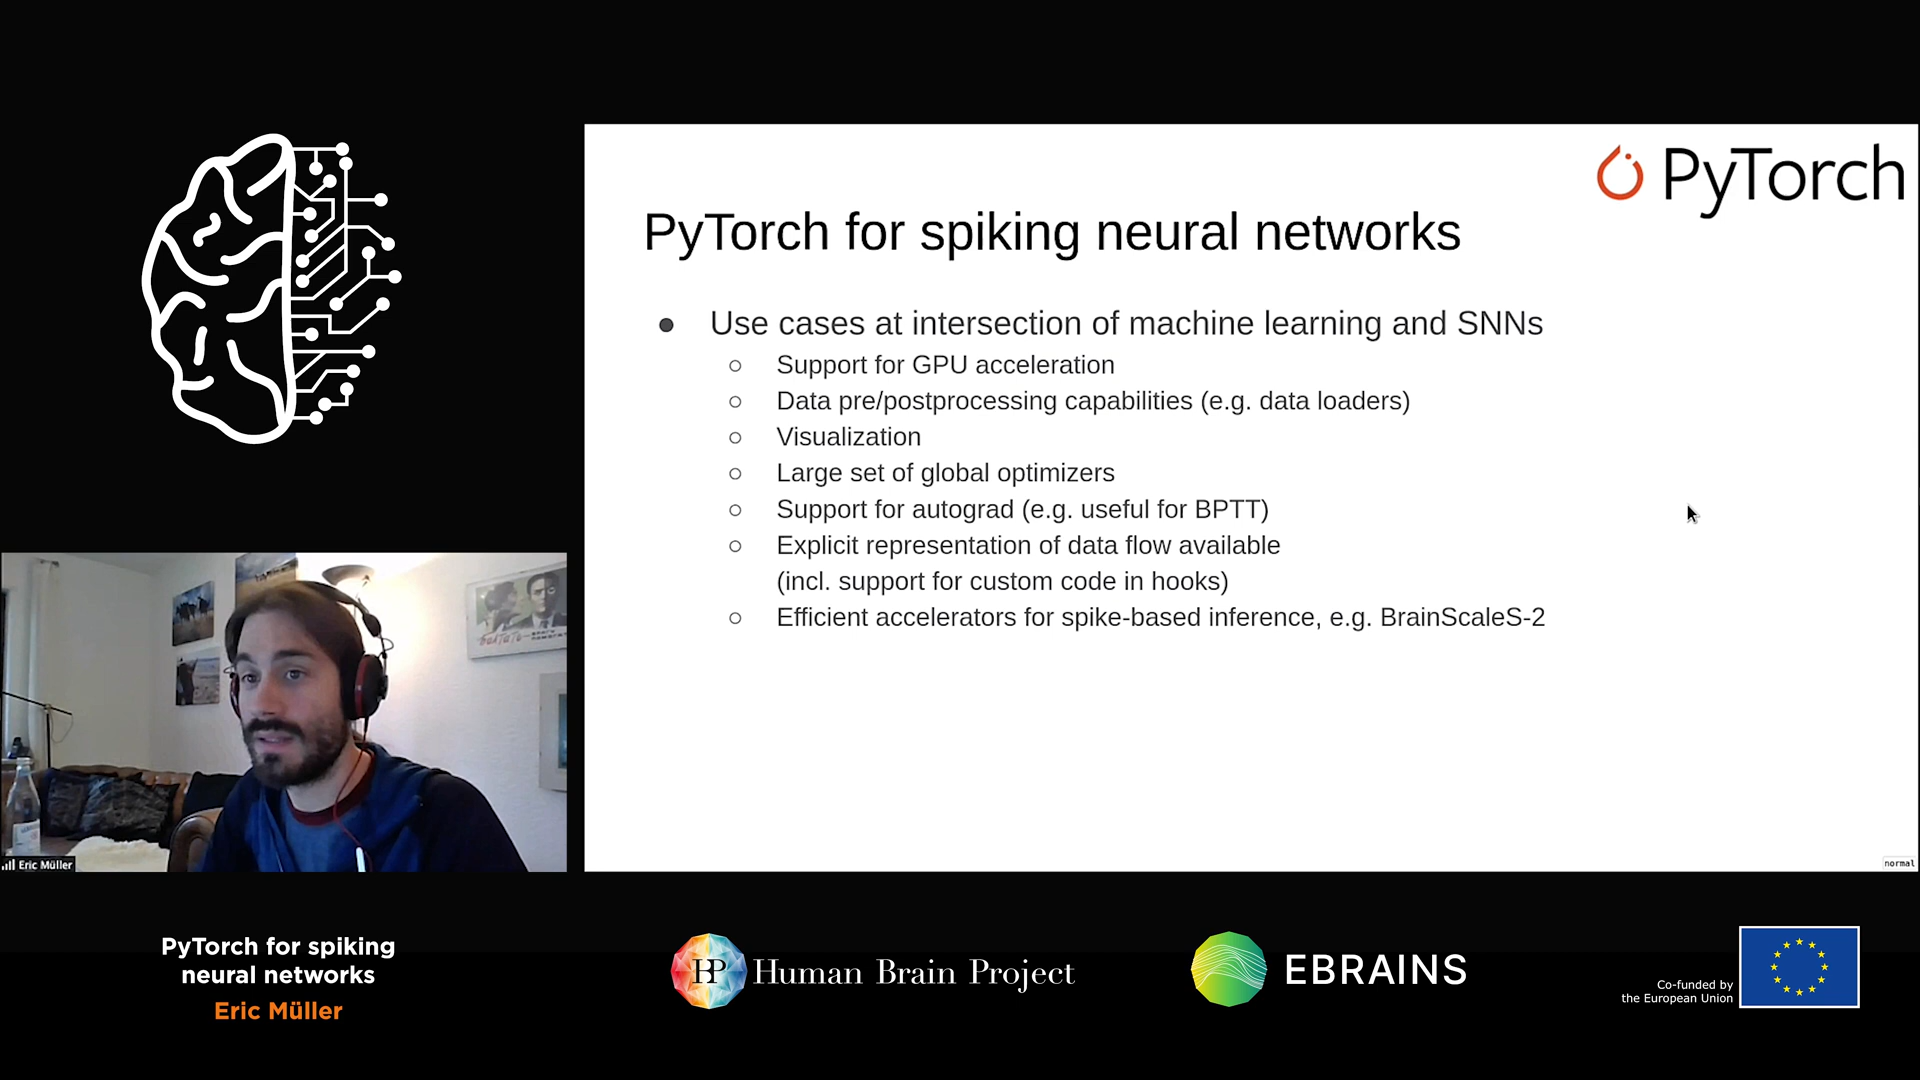 PyTorch
PyTorch for spiking neural networks
● Use cases at intersection of machine learning and SNNs
○ Support for GPU acceleration
○ Data pre/postprocessing capabilities (e.g. data loaders)
○ Visualization
○ Large set of global optimizers
○ Support for autograd (e.g. useful for BPTT)
○ Explicit representation of data flow available
(incl. support for custom code in hooks)
○ Efficient accelerators for spike-based inference, e.g. BrainScaleS-2
normal
Eric Müller
PyTorch for spiking
neural networks
Eric Müller
HBP Human Brain Project
EBRAINS
Co-funded by
the European Union